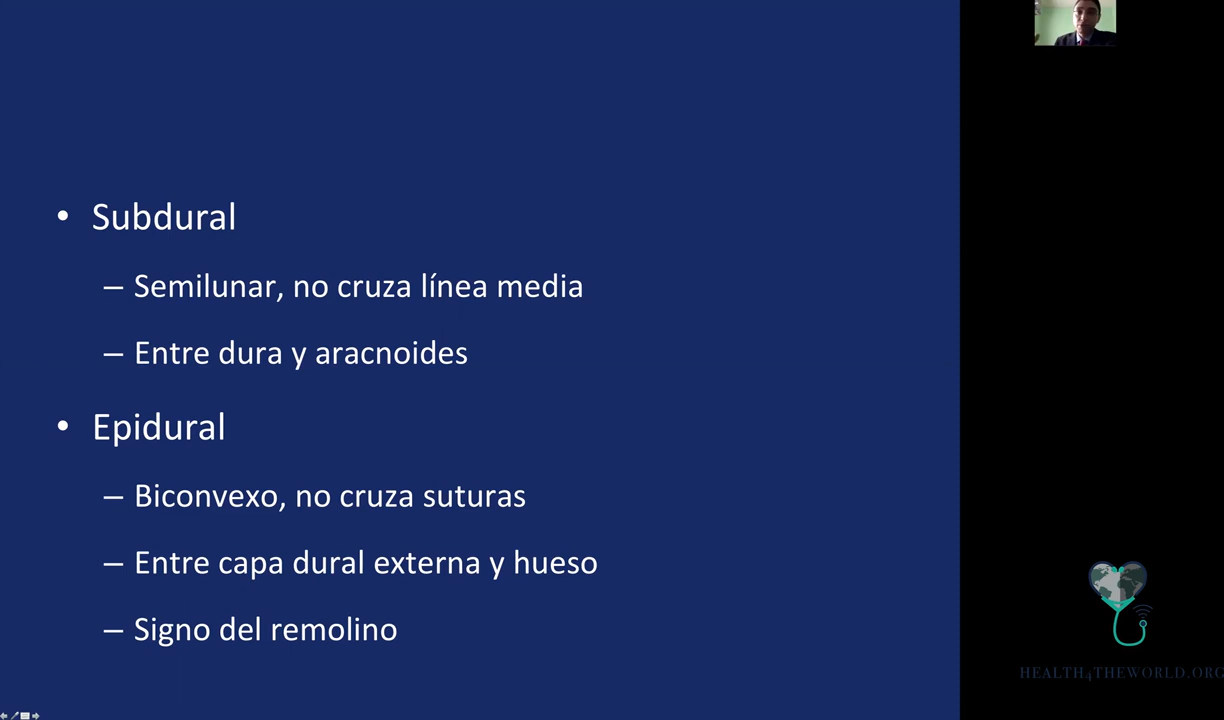 • Subdural
– Semilunar, no cruza línea media
– Entre dura y aracnoides
• Epidural
– Biconvexo, no cruza suturas
– Entre capa dural externa y hueso
– Signo del remolino
HEALTH4THEWORLD.ORG